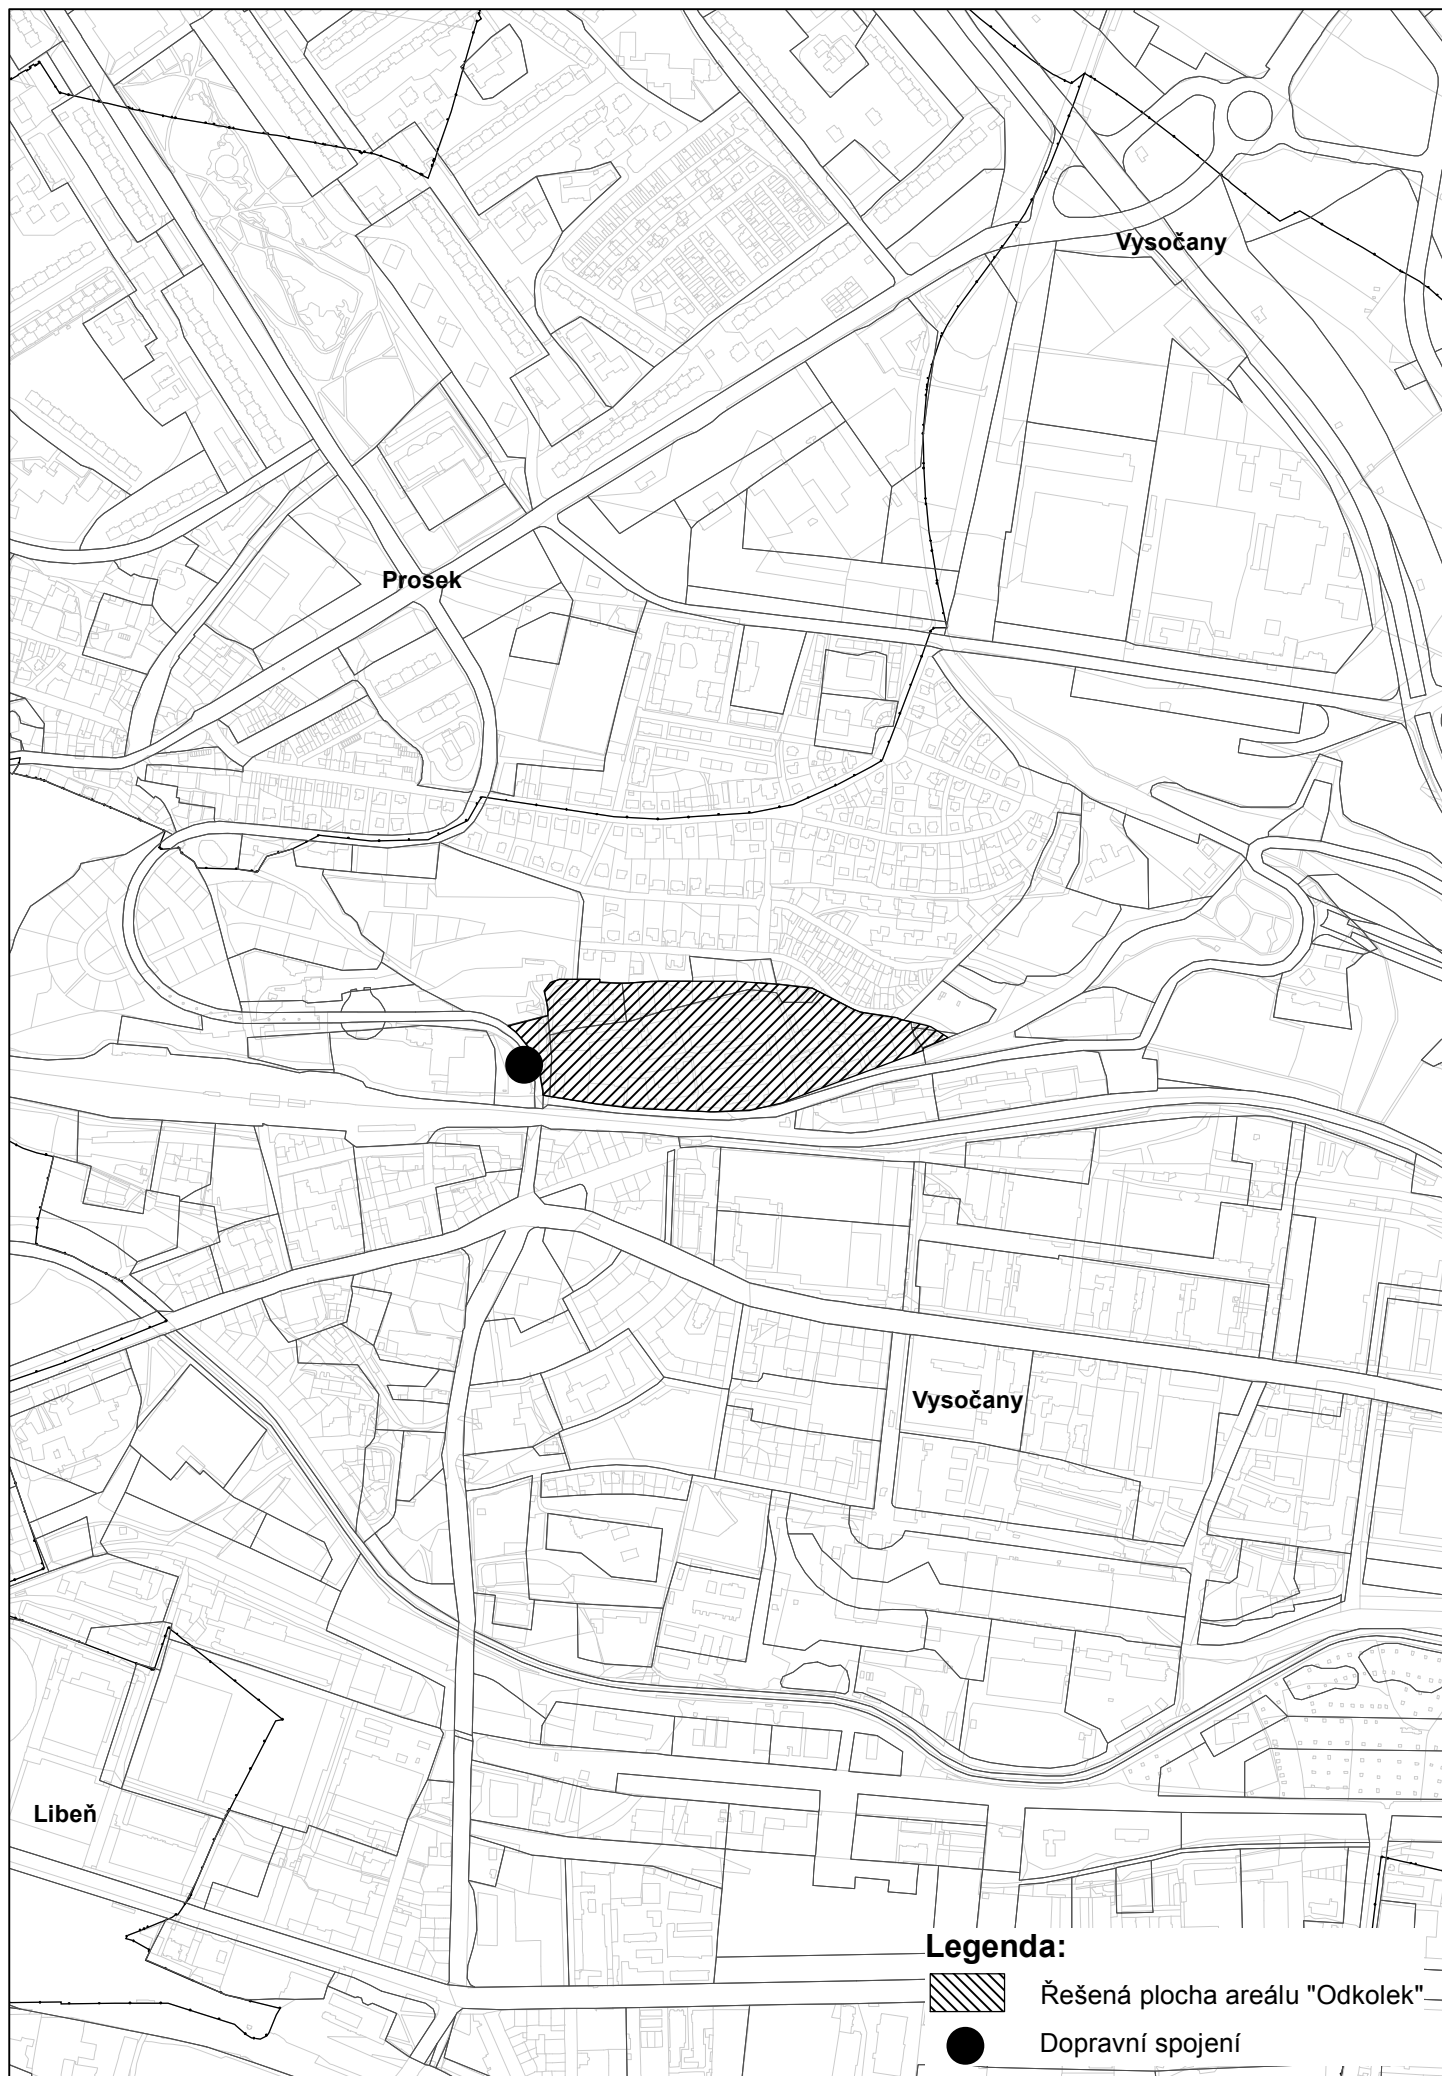 Vysočany
Prosek
Vysočany
Libeň
Legenda:
Řešená plocha areálu "Odkolek"
Dopravní spojení